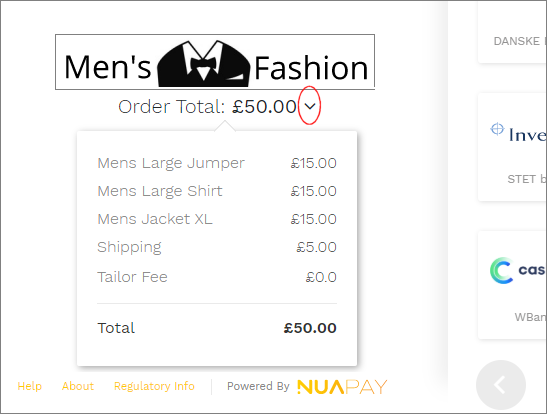 Men's Fashion
Order Total: £50.00
Mens Large Jumper £15.00
Mens Large Shirt £15.00
Mens Jacket XL £15.00
Shipping £5.00
Tailor Fee £0.0
Total £50.00
Help About Regulatory Info Powered By NUAPAY
DANSKE
Inve
STET b
cas
WBan